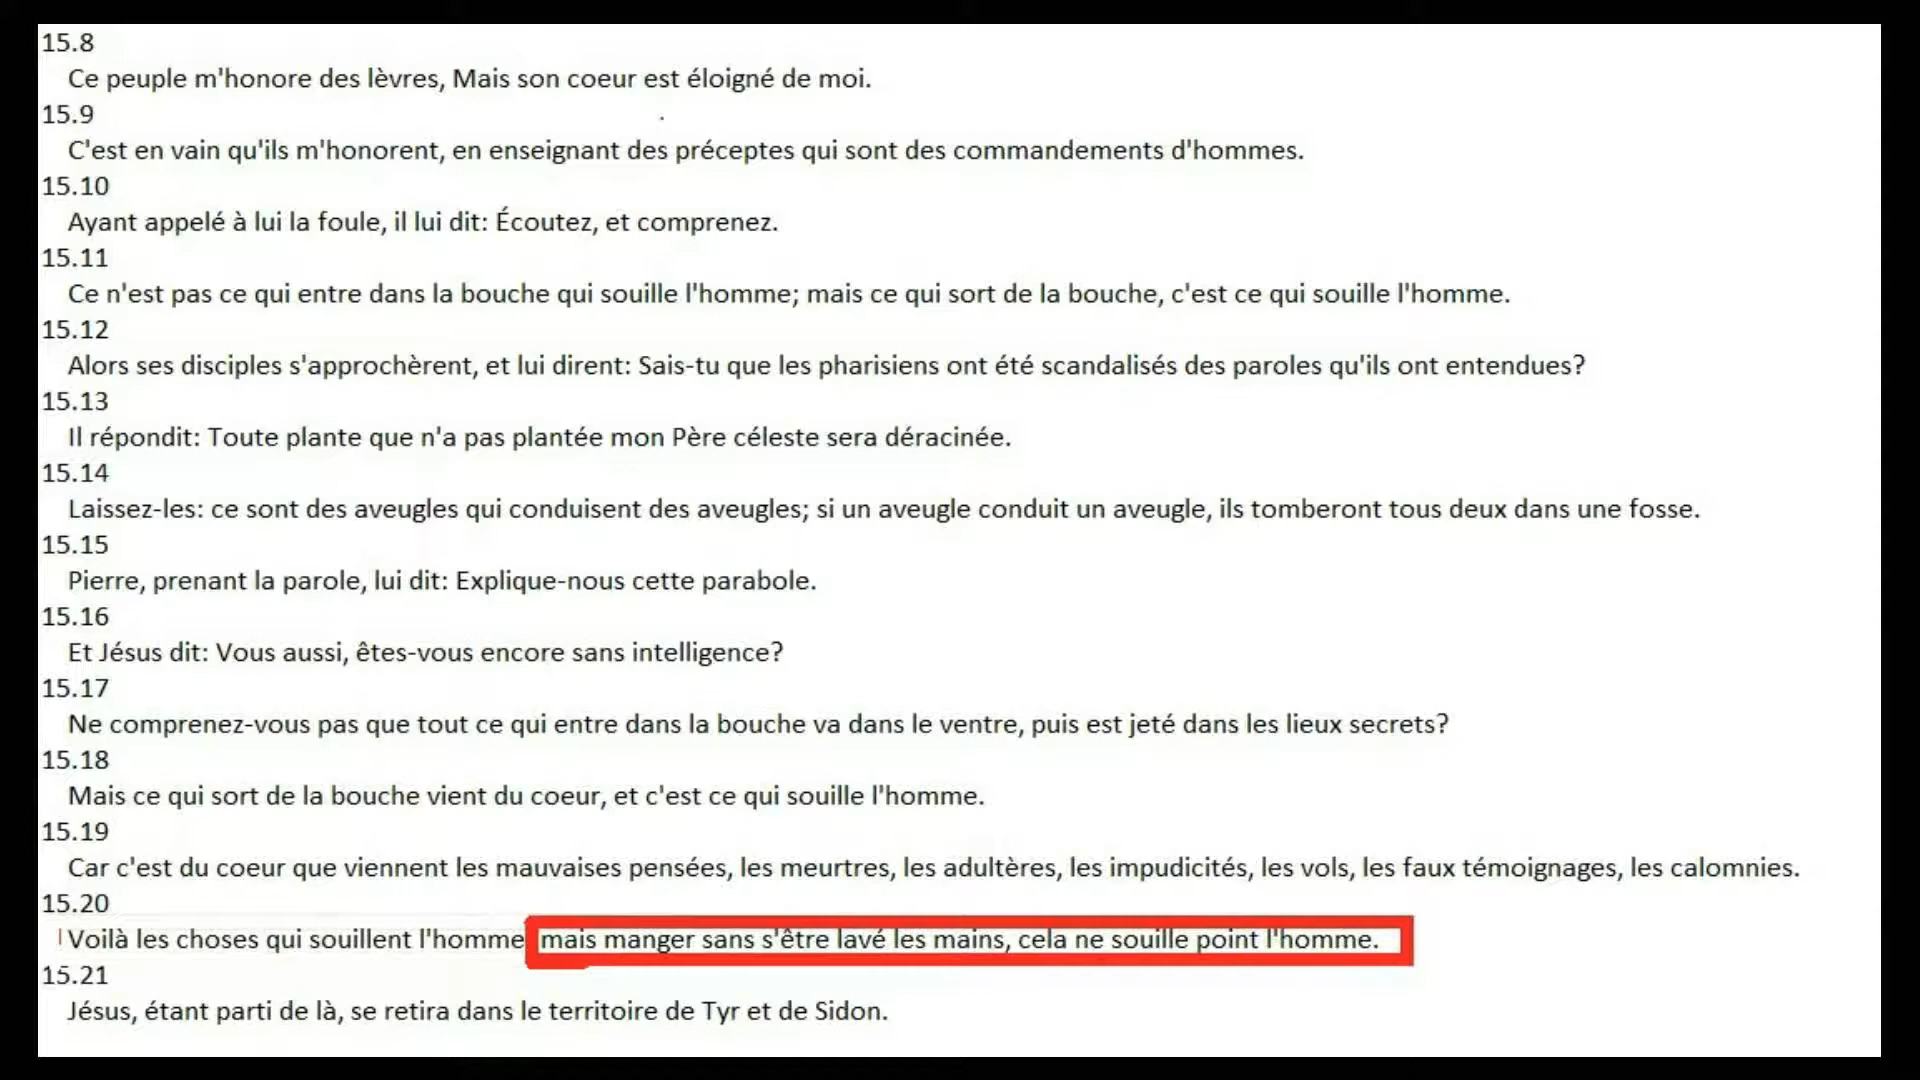 15.8
Ce peuple m'honore des lèvres, Mais son coeur est éloigné de moi.
15.9
C'est en vain qu'ils m'honorent, en enseignant des préceptes qui sont des commandements d'hommes.
15.10
Ayant appelé à lui la foule, il lui dit: Écoutez, et comprenez.
15.11
Ce n'est pas ce qui entre dans la bouche qui souille l'homme; mais ce qui sort de la bouche, c'est ce qui souille l'homme.
15.12
Alors ses disciples s'approchèrent, et lui dirent: Sais-tu que les pharisiens ont été scandalisés des paroles qu'ils ont entendues?
15.13
Il répondit: Toute plante que n'a pas plantée mon Père céleste sera déracinée.
15.14
Laissez-les: ce sont des aveugles qui conduisent des aveugles; si un aveugle conduit un aveugle, ils tomberont tous deux dans une fosse.
15.15
Pierre, prenant la parole, lui dit: Explique-nous cette parabole.
15.16
Et Jésus dit: Vous aussi, êtes-vous encore sans intelligence?
15.17
Ne comprenez-vous pas que tout ce qui entre dans la bouche va dans le ventre, puis est jeté dans les lieux secrets?
15.18
Mais ce qui sort de la bouche vient du coeur, et c'est ce qui souille l'homme.
15.19
Car c'est du coeur que viennent les mauvaises pensées, les meurtres, les adultères, les impudicités, les vols, les faux témoignages, les calomnies.
15.20
Voilà les choses qui souillent l'homme mais manger sans s'être lavé les mains, cela ne souille point l'homme.
15.21
Jésus, étant parti de là, se retira dans le territoire de Tyr et de Sidon.